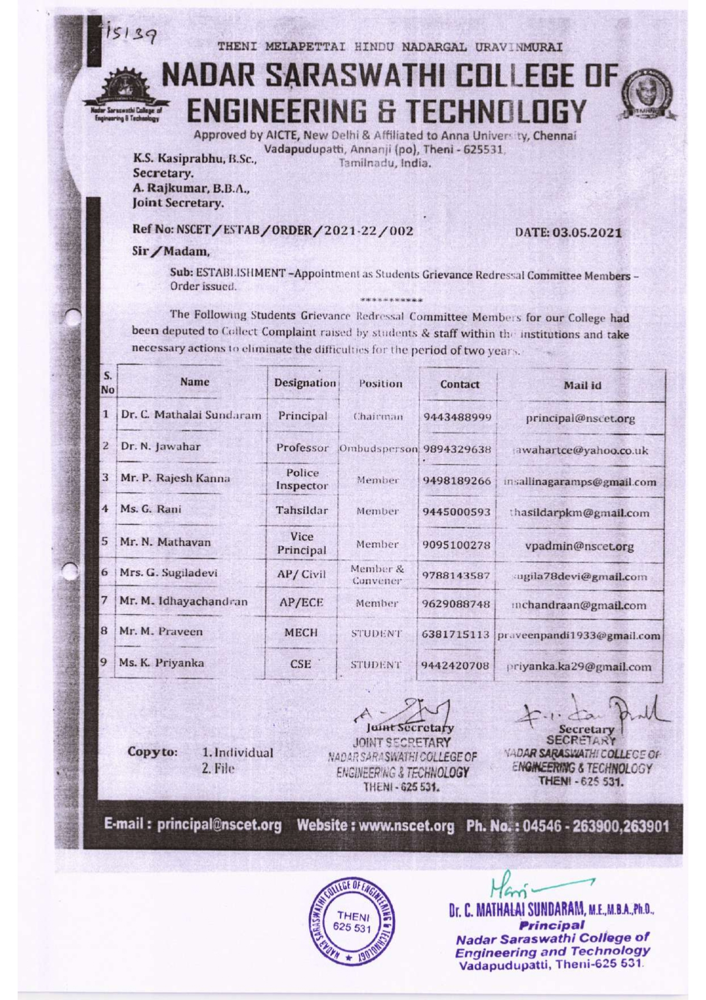 15139
THENI MELAPETTAI HINDU NADARGAL URAVINMURAI
NADAR SARASWATHI COLLEGE OF
ENGINEERING & TECHNOLOGY
Nadar Saraswathi College of
Engineering & Technology
TMHNU
Approved by AICTE, New Delhi & Affiliated to Anna University, Chennai
Vadapudupatti, Annanji (po), Theni - 625531,
Tamilnadu, India.
K.S. Kasiprabhu, B.Sc.,
Secretary.
A. Rajkumar, B.B.A.,
Joint Secretary.
Ref No: NSCET/ESTAB/ORDER/2021-22/002 DATE: 03.05.2021
Sir/Madam,
Sub: ESTABLISHMENT –Appointment as Students Grievance Redressal Committee Members –
Order issued.
***********
The Following Students Grievance Redressal Committee Members for our College had
been deputed to Collect Complaint raised by students & staff within the institutions and take
necessary actions to eliminate the difficulties for the period of two years.
S. No Name Designation Position Contact Mail id
1 Dr. C. Mathalai Sundaram Principal Chairman 9443488999 principal@nscet.org
2 Dr. N. Jawahar Professor Ombudsperson 9894329638 awahartce@yahoo.co.uk
3 Mr. P. Rajesh Kanna Police Inspector Member 9498189266 insallinagaramps@gmail.com
4 Ms. G. Rani Tahsildar Member 9445000593 thasildarpkm@gmail.com
5 Mr. N. Mathavan Vice Principal Member 9095100278 vpadmin@nscet.org
6 Mrs. G. Sugiladevi AP/ Civil Member & Convener 9788143587 sugila78devi@gmail.com
7 Mr. M. Idhayachandran AP/ECE Member 9629088748 mchandraan@gmail.com
8 Mr. M. Praveen MECH STUDENT 6381715113 praveenpandi1933@gmail.com
9 Ms. K. Priyanka CSE STUDENT 9442420708 priyanka.ka29@gmail.com
Joint Secretary
JOINT SECRETARY
NADAR SARASWATHI COLLEGE OF
ENGINEERING & TECHNOLOGY
THENI - 625 531.
Secretary
SECRETARY
NADAR SARASWATHI COLLEGE OF
ENGINEERING & TECHNOLOGY
THENI - 625 531.
Copy to: 1. Individual
2. File
E-mail : principal@nscet.org Website : www.nscet.org Ph. No. : 04546 - 263900,263901
NADAR SARASWATHI COLLEGE OF ENGINEERING & TECHNOLOGY ★
THENI
625 531
Dr. C. MATHALAI SUNDARAM, M.E.,M.B.A.,Ph.D.,
Principal
Nadar Saraswathi College of
Engineering and Technology
Vadapudupatti, Theni-625 531.